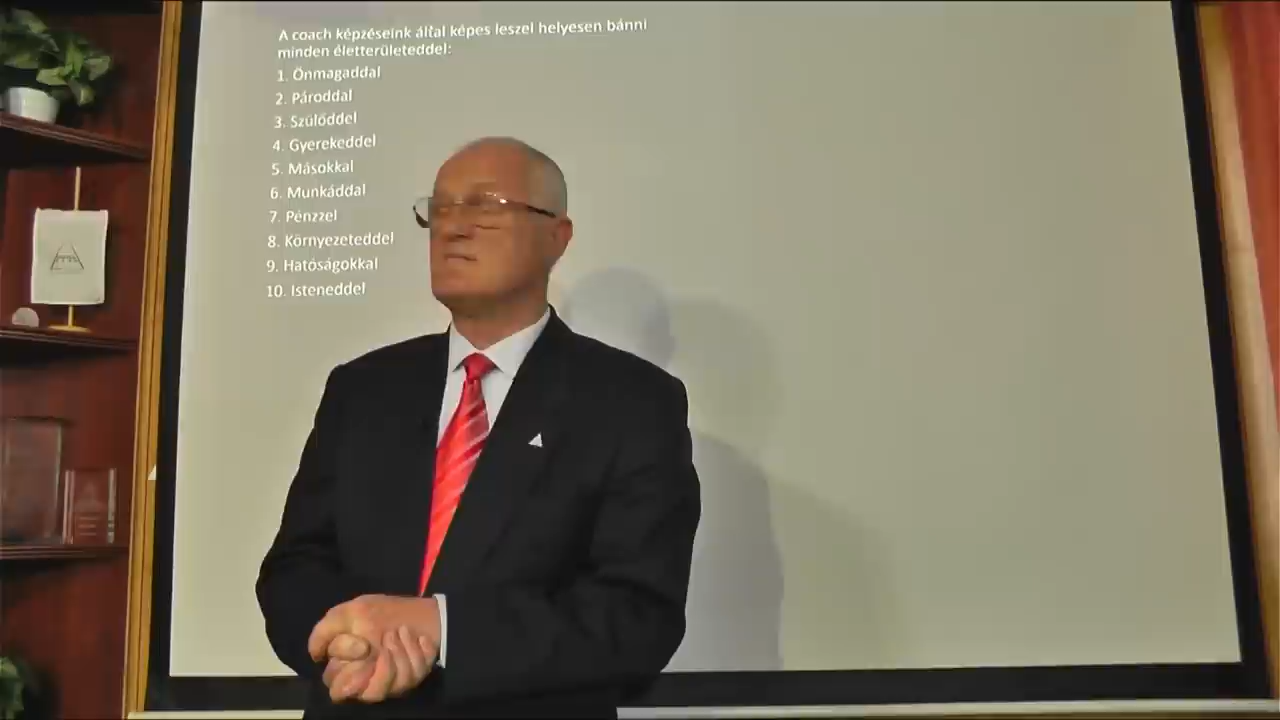 A coach képzéseink által képes leszel helyesen bánni
minden életterületeddel:
1. Önmagaddal
2. Pároddal
3. Szülőddel
4. Gyerekeddel
5. Másokkal
6. Munkáddal
7. Pénzzel
8. Környezeteddel
9. Hatóságokkal
10. Isteneddel